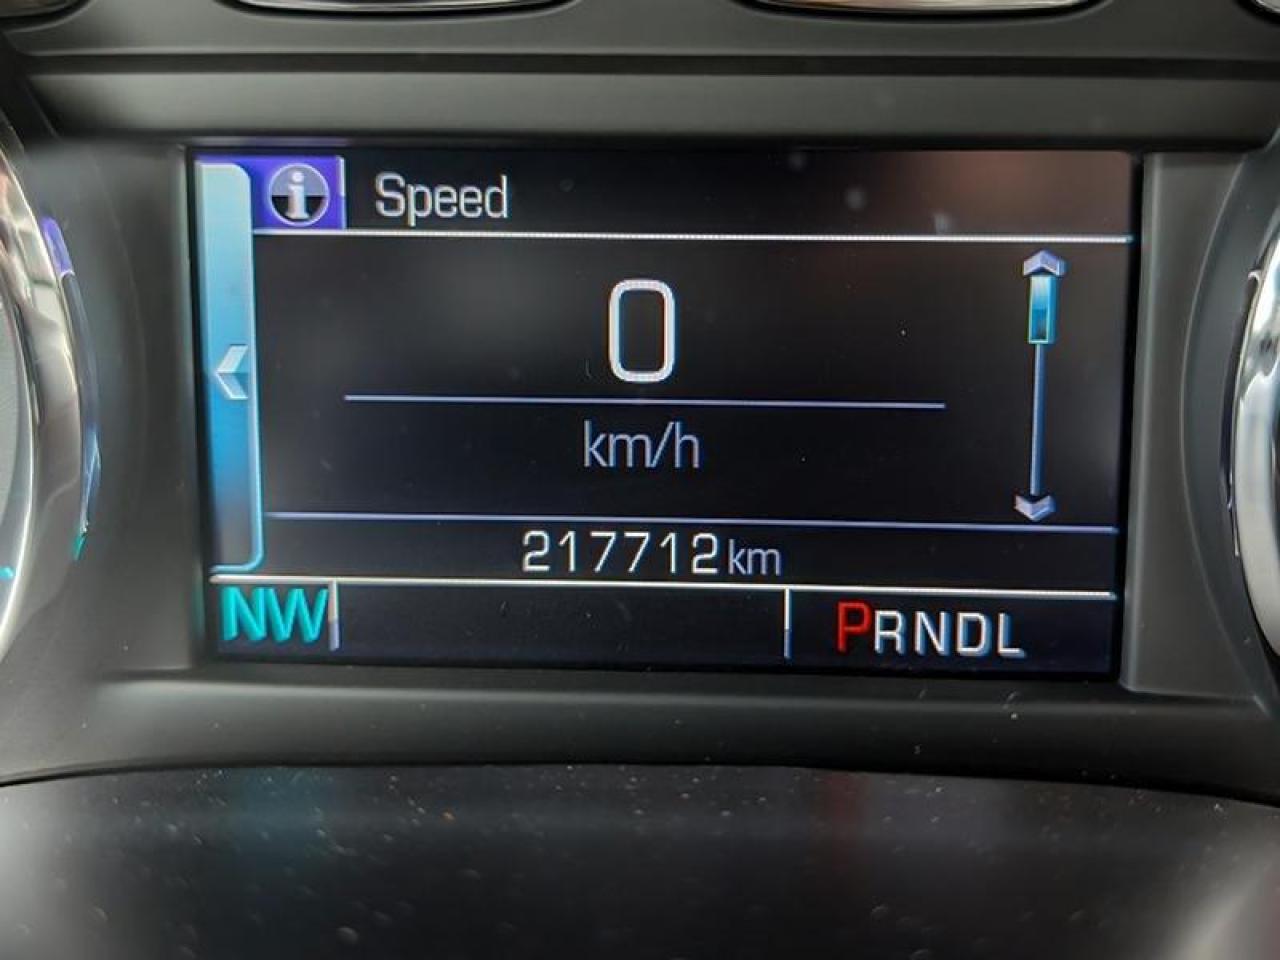 i Speed
0
km/h
217712 km
NW PRNDL